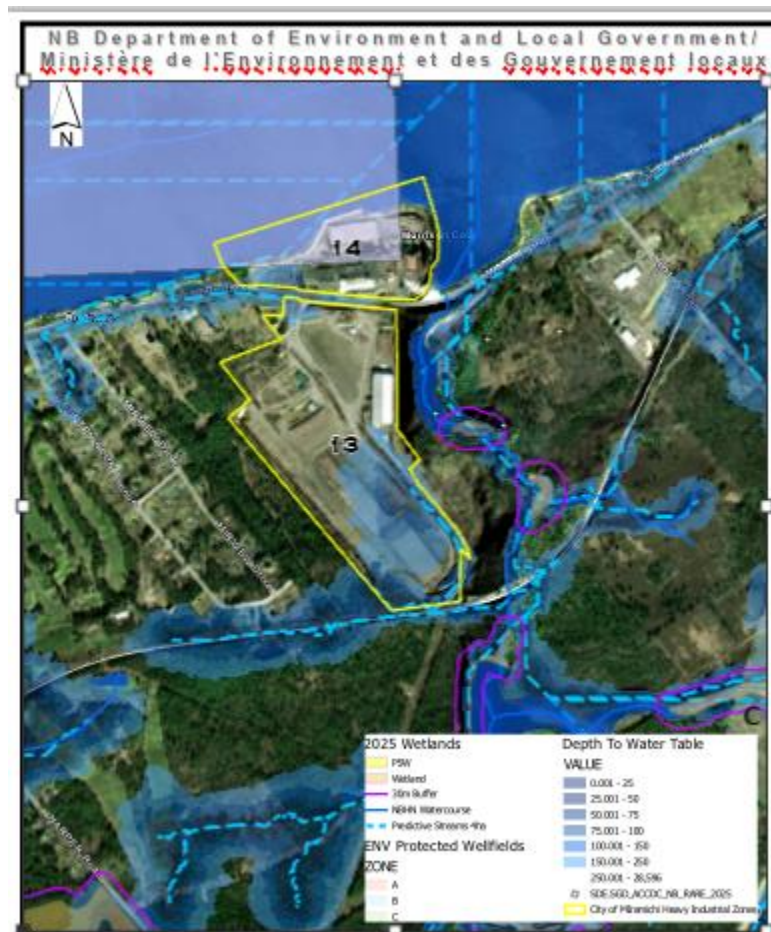 NB Department of Environment and Local Government/
Ministère de l'Environnement et des Gouvernement locaux
N
14
13
C
2025 Wetlands
PSW
Wetland
30m Buffer
NBHN Watercourse
Predictive Streams 4ha
ENV Protected Wellfields
ZONE
A
B
C
Depth To Water Table
VALUE
0.001 - 25
25.001 - 50
50.001 - 75
75.001 - 100
100.001 - 150
150.001 - 250
250.001 - 28,596
SDE.SGD_ACCDC_NB_RARE_2025
City of Miramichi Heavy Industrial Zones